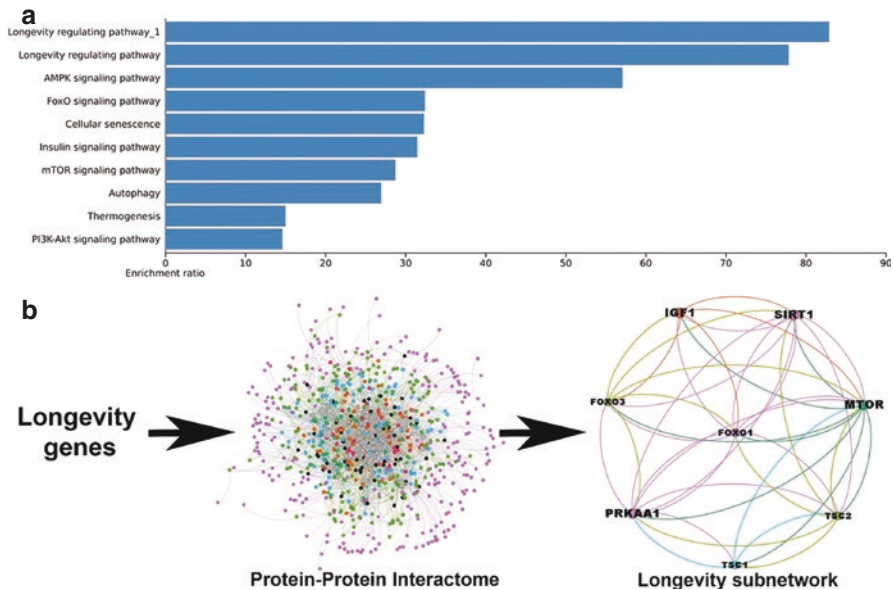 a
Longevity regulating pathway_1
Longevity regulating pathway
AMPK signaling pathway
FoxO signaling pathway
Cellular senescence
Insulin signaling pathway
mTOR signaling pathway
Autophagy
Thermogenesis
PI3K-Akt signaling pathway
0 10 20 30 40 50 60 70 80 90
Enrichment ratio
b
Longevity
genes
IGF1
SIRT1
FOXO3
MTOR
FOXO1
PRKAA1
TSC2
TSC1
Protein-Protein Interactome
Longevity subnetwork